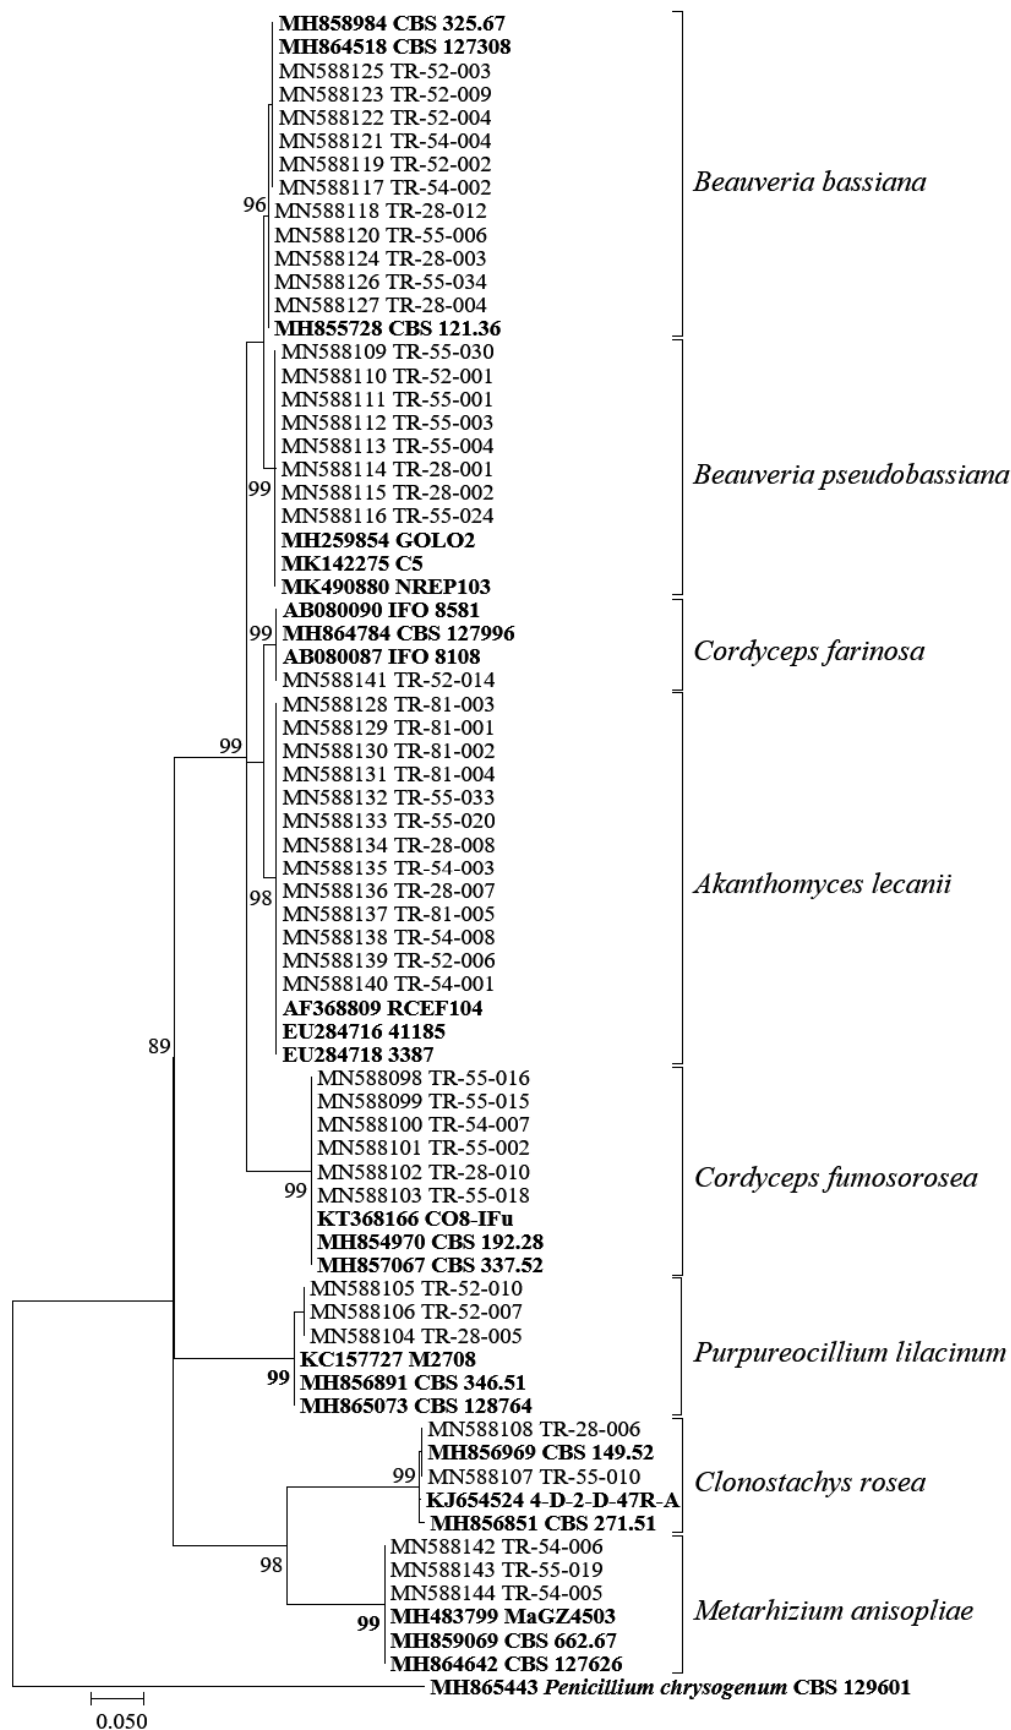 MH858984 CBS 325.67
MH864518 CBS 127308
MN588125 TR-52-003
MN588123 TR-52-009
MN588122 TR-52-004
MN588121 TR-54-004
MN588119 TR-52-002
Beauveria bassiana
MN588117 TR-54-002
96
MN588118 TR-28-012
MN588120 TR-55-006
MN588124 TR-28-003
MN588126 TR-55-034
MN588127 TR-28-004
MH855728 CBS 121.36
MN588109 TR-55-030
MN588110 TR-52-001
MN588111 TR-55-001
MN588112 TR-55-003
MN588113 TR-55-004
MN588114 TR-28-001
Beauveria pseudobassiana
99
MN588115 TR-28-002
MN588116 TR-55-024
MH259854 GOLO2
MK142275 C5
MK490880 NREP103
AB080090 IFO 8581
99
MH864784 CBS 127996
Cordyceps farinosa
AB080087 IFO 8108
MN588141 TR-52-014
MN588128 TR-81-003
MN588129 TR-81-001
99
MN588130 TR-81-002
MN588131 TR-81-004
MN588132 TR-55-033
MN588133 TR-55-020
MN588134 TR-28-008
MN588135 TR-54-003
Akanthomyces lecanii
MN588136 TR-28-007
98
MN588137 TR-81-005
MN588138 TR-54-008
MN588139 TR-52-006
MN588140 TR-54-001
AF368809 RCEF104
EU284716 41185
89
EU284718 3387
MN588098 TR-55-016
MN588099 TR-55-015
MN588100 TR-54-007
MN588101 TR-55-002
MN588102 TR-28-010
Cordyceps fumosorosea
99
MN588103 TR-55-018
KT368166 CO8-IFu
MH854970 CBS 192.28
MH857067 CBS 337.52
MN588105 TR-52-010
MN588106 TR-52-007
MN588104 TR-28-005
Purpureocillium lilacinum
KC157727 M2708
99
MH856891 CBS 346.51
MH865073 CBS 128764
MN588108 TR-28-006
MH856969 CBS 149.52
99
MN588107 TR-55-010
Clonostachys rosea
KJ654524 4-D-2-D-47R-A
MH856851 CBS 271.51
MN588142 TR-54-006
98
MN588143 TR-55-019
MN588144 TR-54-005
Metarhizium anisopliae
99
MH483799 MaGZ4503
MH859069 CBS 662.67
MH864642 CBS 127626
MH865443 Penicillium chrysogenum CBS 129601
0.050